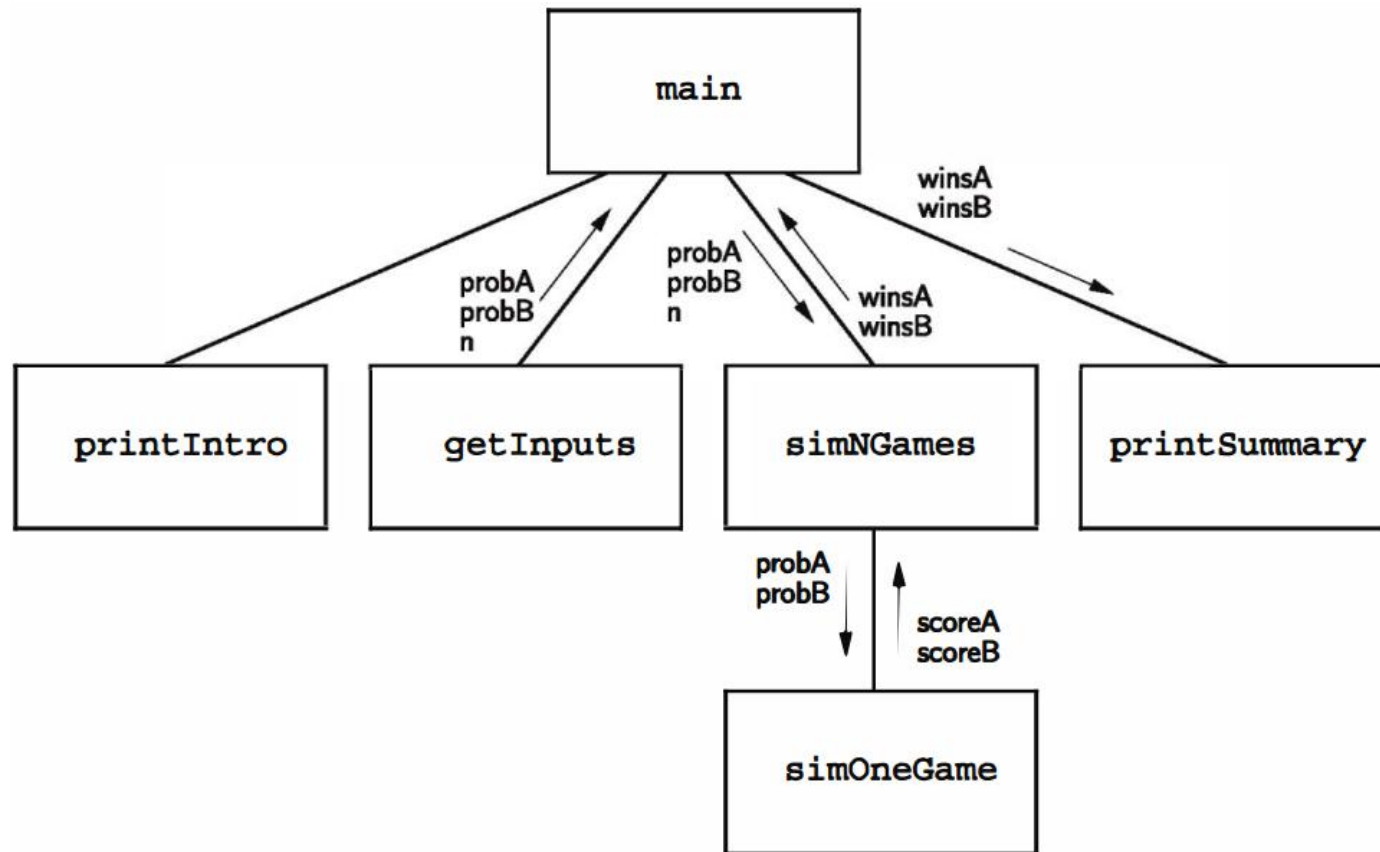 main
winsA
winsB
probA
probB
n
probA
probB
n
winsA
winsB
printIntro
getInputs
simNGames
printSummary
probA
probB
scoreA
scoreB
simOneGame